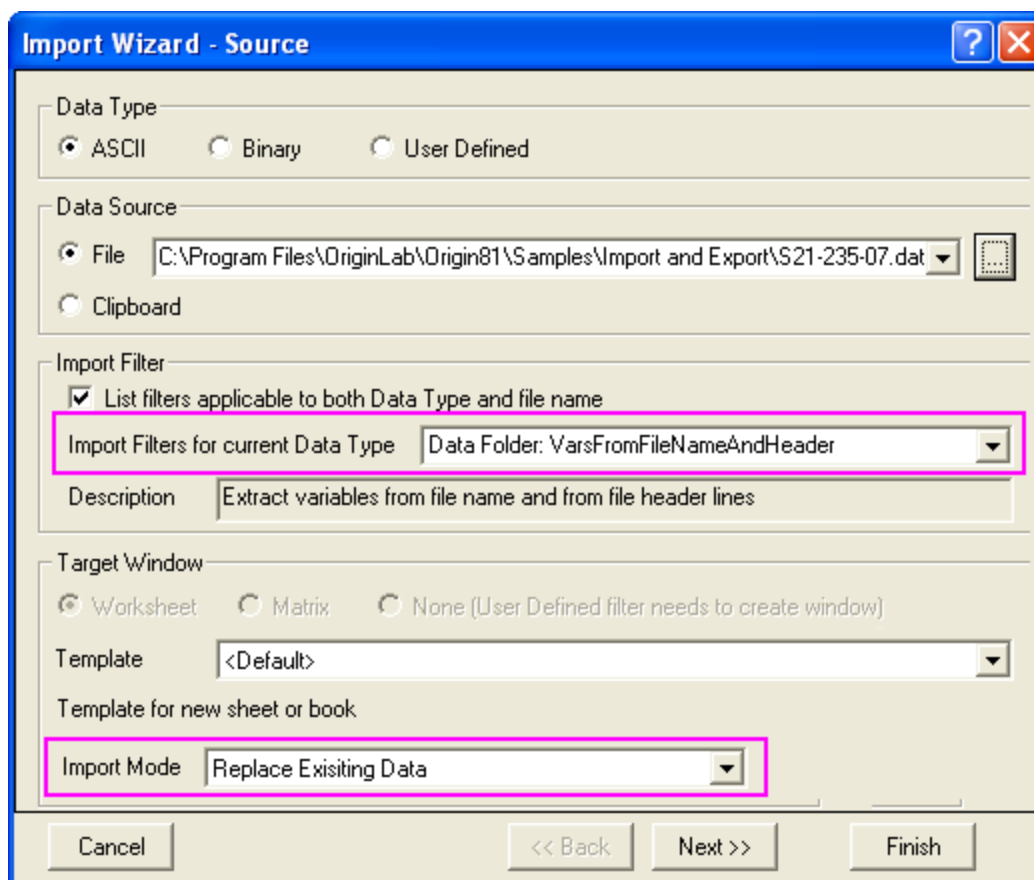 Import Wizard - Source
?
Data Type
ASCII Binary User Defined
Data Source
File C:\Program Files\OriginLab\Origin81\Samples\Import and Export\S21-235-07.dat ...
Clipboard
Import Filter
List filters applicable to both Data Type and file name
Import Filters for current Data Type Data Folder: VarsFromFileNameAndHeader
Description Extract variables from file name and from file header lines
Target Window
Worksheet Matrix None (User Defined filter needs to create window)
Template <Default>
Template for new sheet or book
Import Mode Replace Exisiting Data
Cancel << Back Next >> Finish